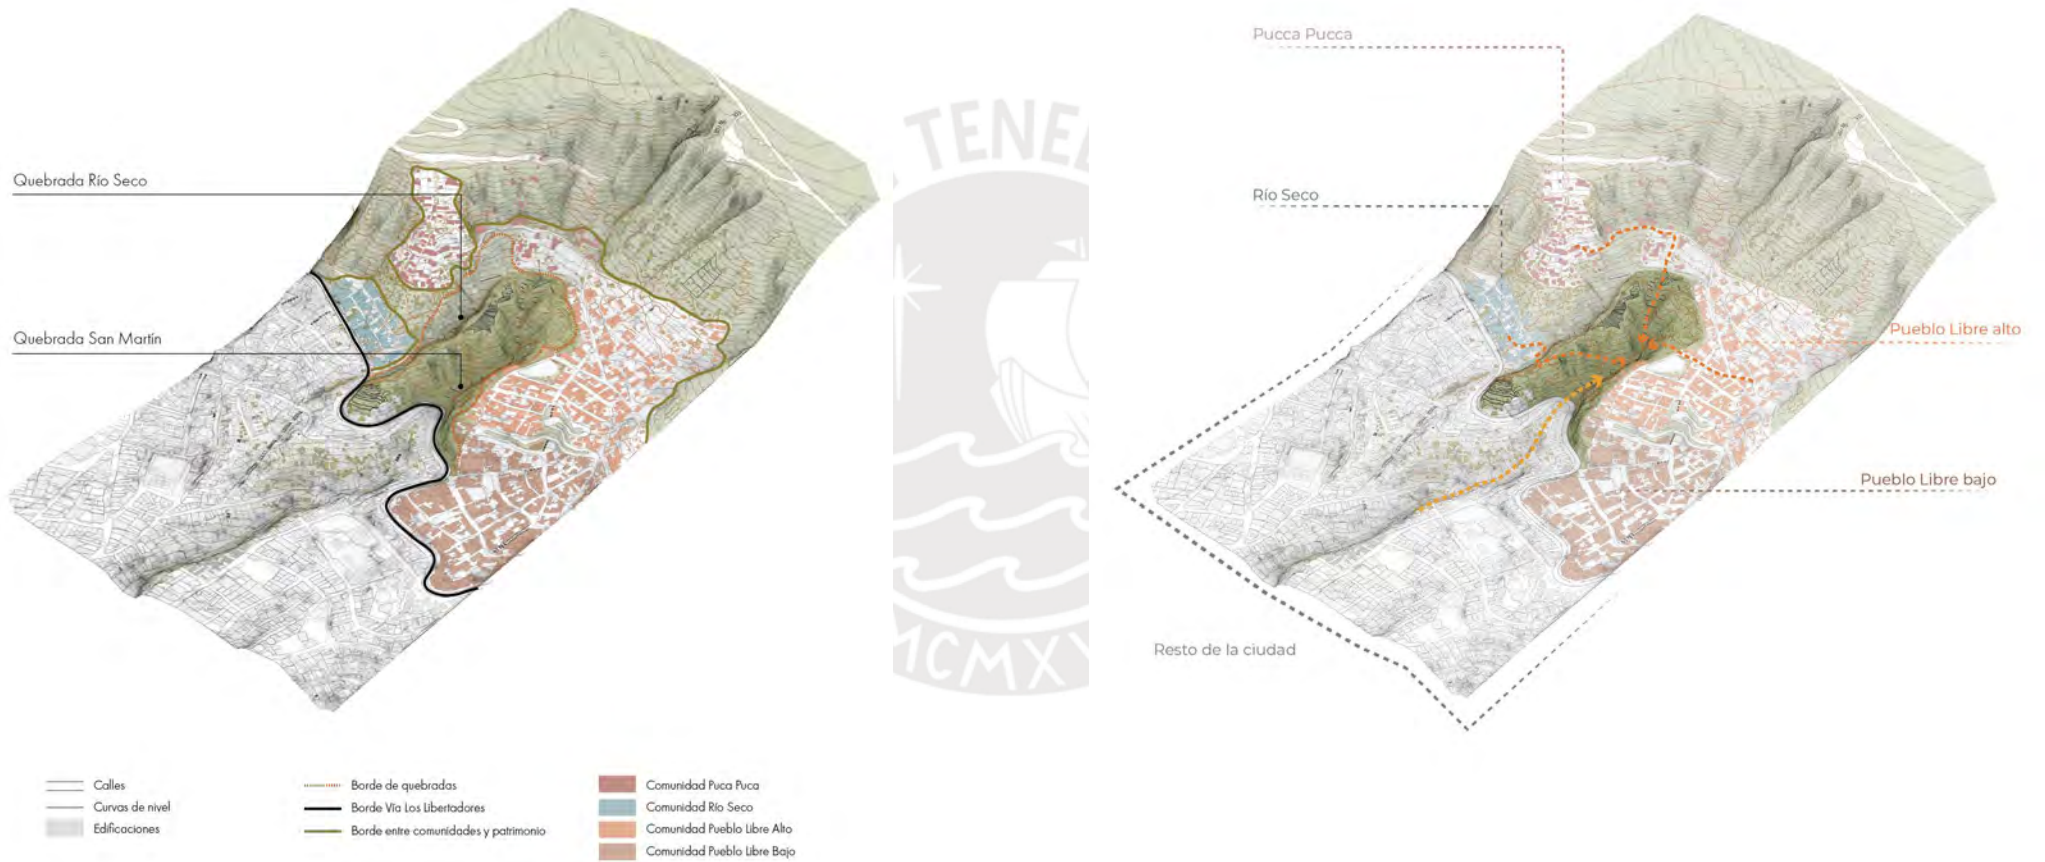 Quebrada Río Seco
Quebrada San Martín
Calles
Curvas de nivel
Edificaciones
Borde de quebradas
Borde Vía Los Libertadores
Borde entre comunidades y patrimonio
Comunidad Puca Puca
Comunidad Río Seco
Comunidad Pueblo Libre Alto
Comunidad Pueblo Libre Bajo
TENE
MCMX
Pucca Pucca
Río Seco
Pueblo Libre alto
Pueblo Libre bajo
Resto de la ciudad